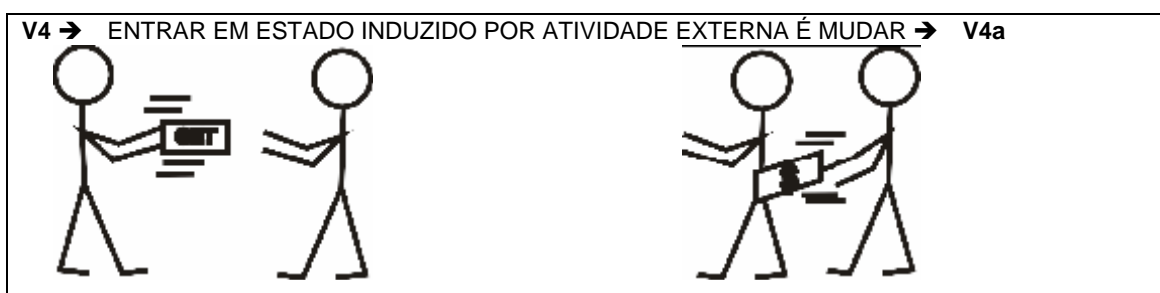 V4 ➔ ENTRAR EM ESTADO INDUZIDO POR ATIVIDADE EXTERNA É MUDAR ➔ V4a